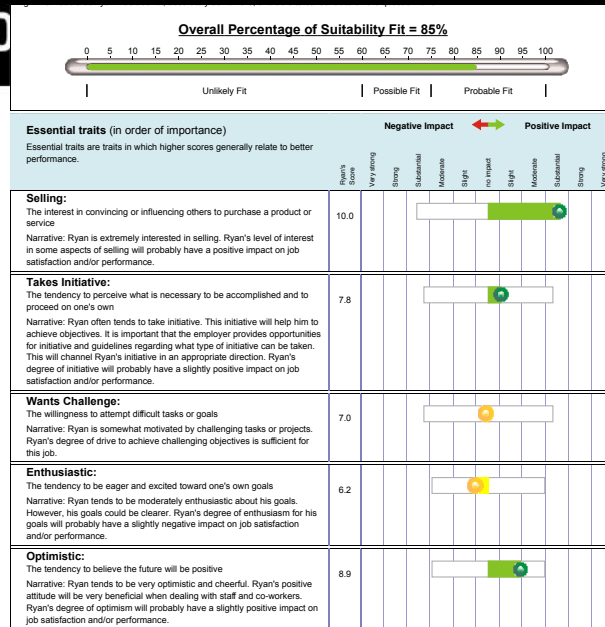 Overall Percentage of Suitability Fit = 85%
0 5 10 15 20 25 30 35 40 45 50 55 60 65 70 75 80 85 90 95 100
Unlikely Fit Possible Fit Probable Fit
Essential traits (in order of importance)
Essential traits are traits in which higher scores generally relate to better
performance.
Negative Impact Positive Impact
Ryan's
Score
Very strong
Strong
Substantial
Moderate
Slight
no impact
Slight
Moderate
Substantial
Strong
Very strong
Selling:
The interest in convincing or influencing others to purchase a product or
service
10.0
Narrative: Ryan is extremely interested in selling. Ryan's level of interest
in some aspects of selling will probably have a positive impact on job
satisfaction and/or performance.
Takes Initiative:
The tendency to perceive what is necessary to be accomplished and to
proceed on one's own
7.8
Narrative: Ryan often tends to take initiative. This initiative will help him to
achieve objectives. It is important that the employer provides opportunities
for initiative and guidelines regarding what type of initiative can be taken.
This will channel Ryan's initiative in an appropriate direction. Ryan's
degree of initiative will probably have a slightly positive impact on job
satisfaction and/or performance.
Wants Challenge:
The willingness to attempt difficult tasks or goals
7.0
Narrative: Ryan is somewhat motivated by challenging tasks or projects.
Ryan's degree of drive to achieve challenging objectives is sufficient for
this job.
Enthusiastic:
The tendency to be eager and excited toward one's own goals
6.2
Narrative: Ryan tends to be moderately enthusiastic about his goals.
However, his goals could be clearer. Ryan's degree of enthusiasm for his
goals will probably have a slightly negative impact on job satisfaction
and/or performance.
Optimistic:
The tendency to believe the future will be positive
8.9
Narrative: Ryan tends to be very optimistic and cheerful. Ryan's positive
attitude will be very beneficial when dealing with staff and co-workers.
Ryan's degree of optimism will probably have a slightly positive impact on
job satisfaction and/or performance.